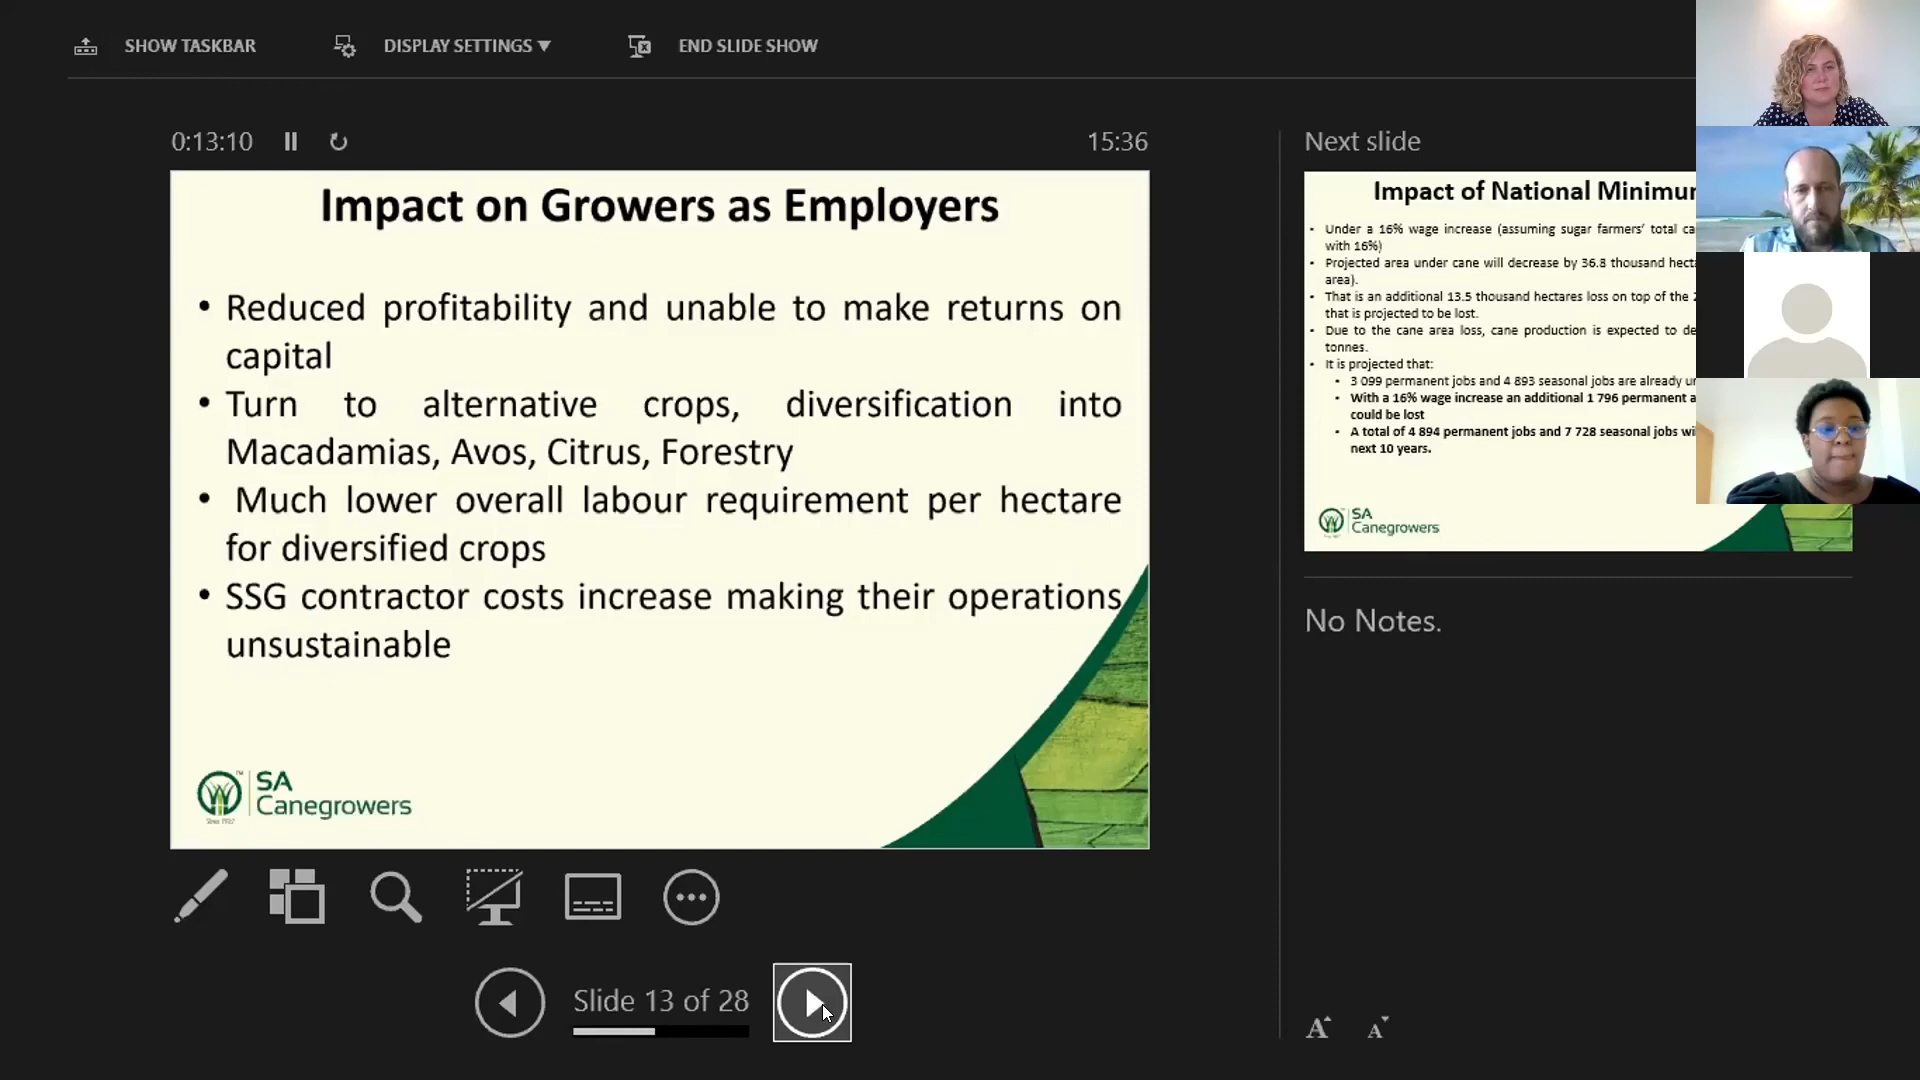 SHOW TASKBAR
DISPLAY SETTINGS
END SLIDE SHOW
0:13:10
15:36
Impact on Growers as Employers
• Reduced profitability and unable to make returns on
capital
• Turn to alternative crops, diversification into
Macadamias, Avos, Citrus, Forestry
• Much lower overall labour requirement per hectare
for diversified crops
• SSG contractor costs increase making their operations
unsustainable
SA
Canegrowers
Slide 13 of 28
Next slide
Impact of National
• Under a 16% wage increase (assuming sugar farmers' total
with 16%)
• Projected area under cane will decrease by 36.8 thousand
area).
• That is an additional 13.5 thousand hectares loss on top of the
that is projected to be lost.
• Due to the cane area loss, cane production is expected to
tonnes.
• It is projected that:
• 3 099 permanent jobs and 4 893 seasonal jobs are already
• With a 16% wage increase an additional 1 796 permanent
could be lost
• A total of 4 894 permanent jobs and 7 728 seasonal jobs
next 10 years.
SA
Canegrowers
No Notes.
A A